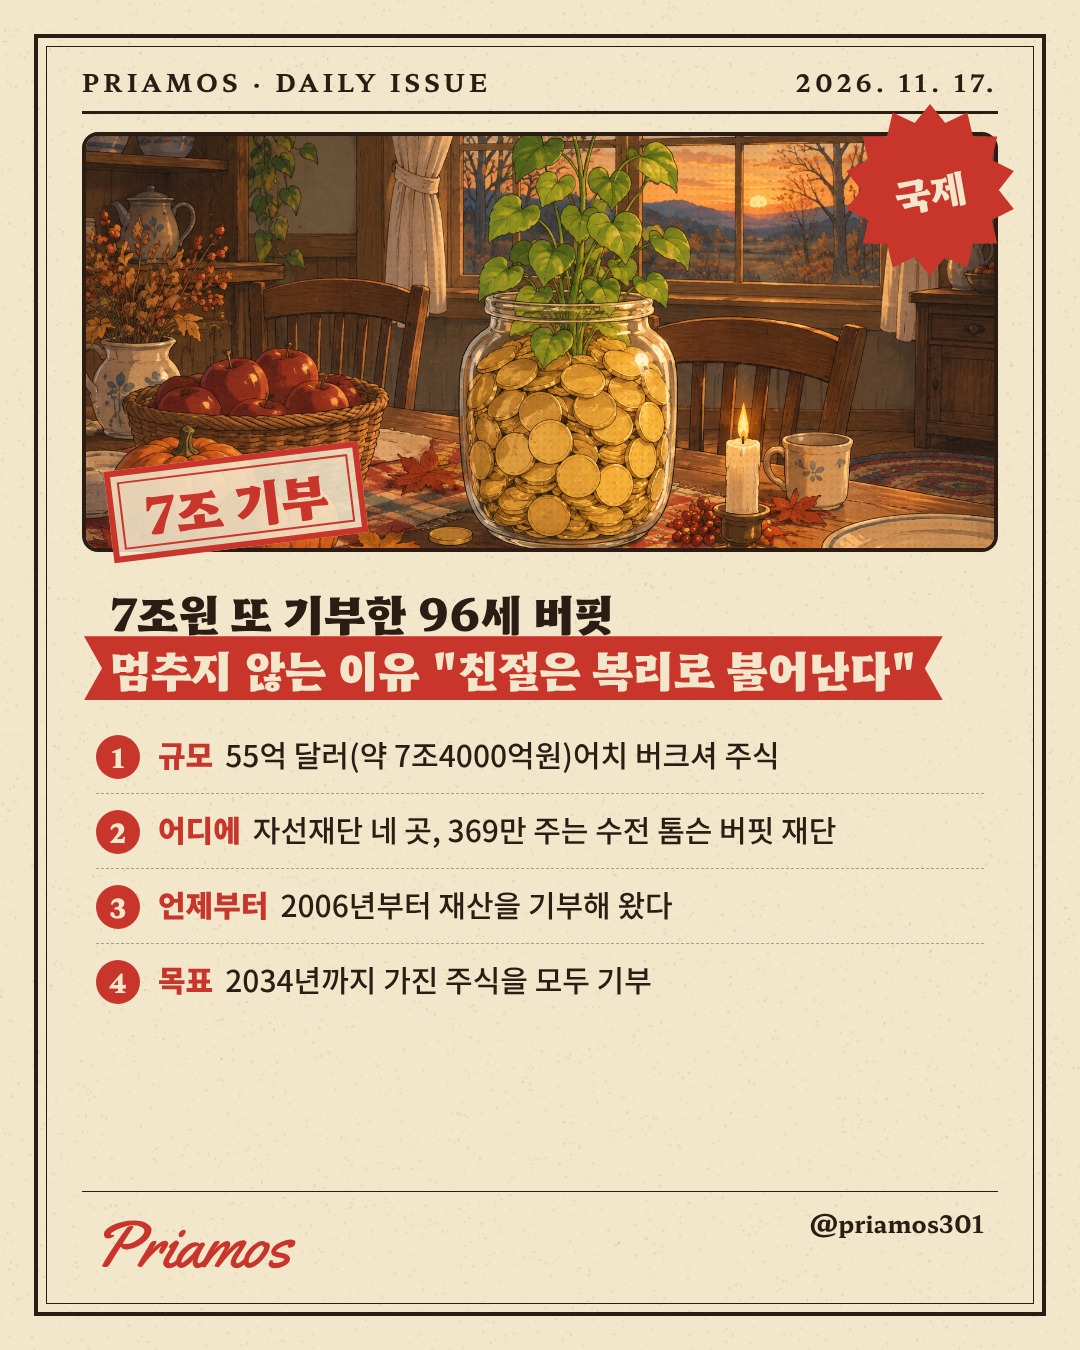 PRIAMOS · DAILY ISSUE
2026. 11. 17.
국제
7조 기부
7조원 또 기부한 96세 버핏
멈추지 않는 이유 "친절은 복리로 불어난다"
1 규모 55억 달러(약 7조4000억원)어치 버크셔 주식
2 어디에 자선재단 네 곳, 369만 주는 수전 톰슨 버핏 재단
3 언제부터 2006년부터 재산을 기부해 왔다
4 목표 2034년까지 가진 주식을 모두 기부
Priamos
@priamos301